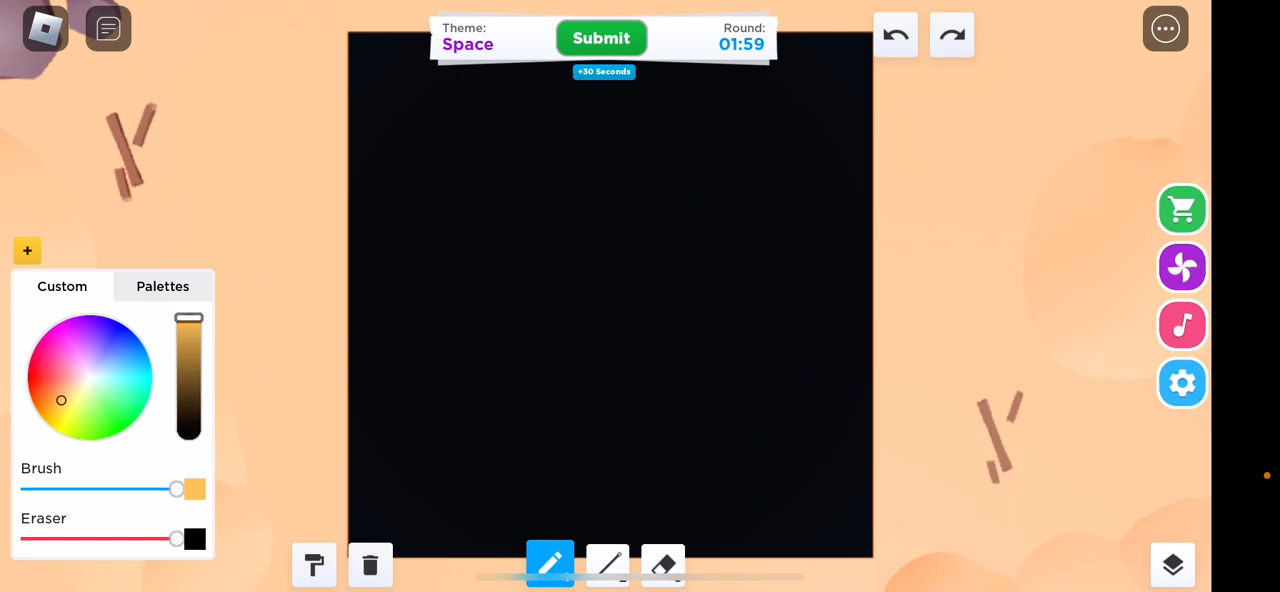 Theme:
Space
Submit
Round:
01:59
+30 Seconds
+
Custom
Palettes
Brush
Eraser